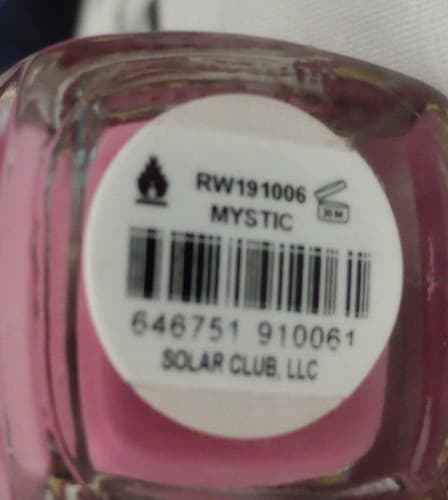 RW191006
MYSTIC
646751 910061
SOLAR CLUB, LLC